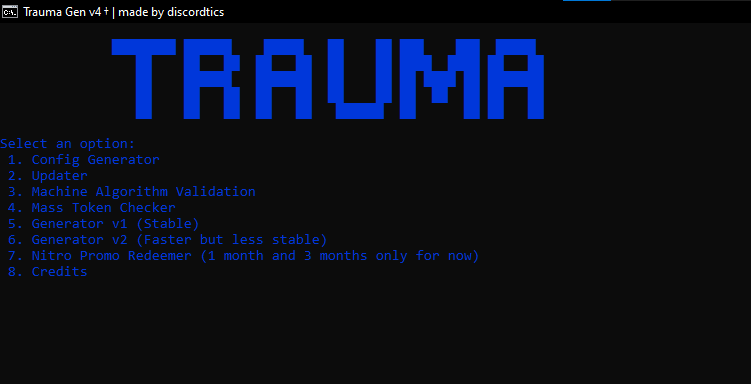 Trauma Gen v4 † | made by discordtics
TRAUMA
Select an option:
1. Config Generator
2. Updater
3. Machine Algorithm Validation
4. Mass Token Checker
5. Generator v1 (Stable)
6. Generator v2 (Faster but less stable)
7. Nitro Promo Redeemer (1 month and 3 months only for now)
8. Credits